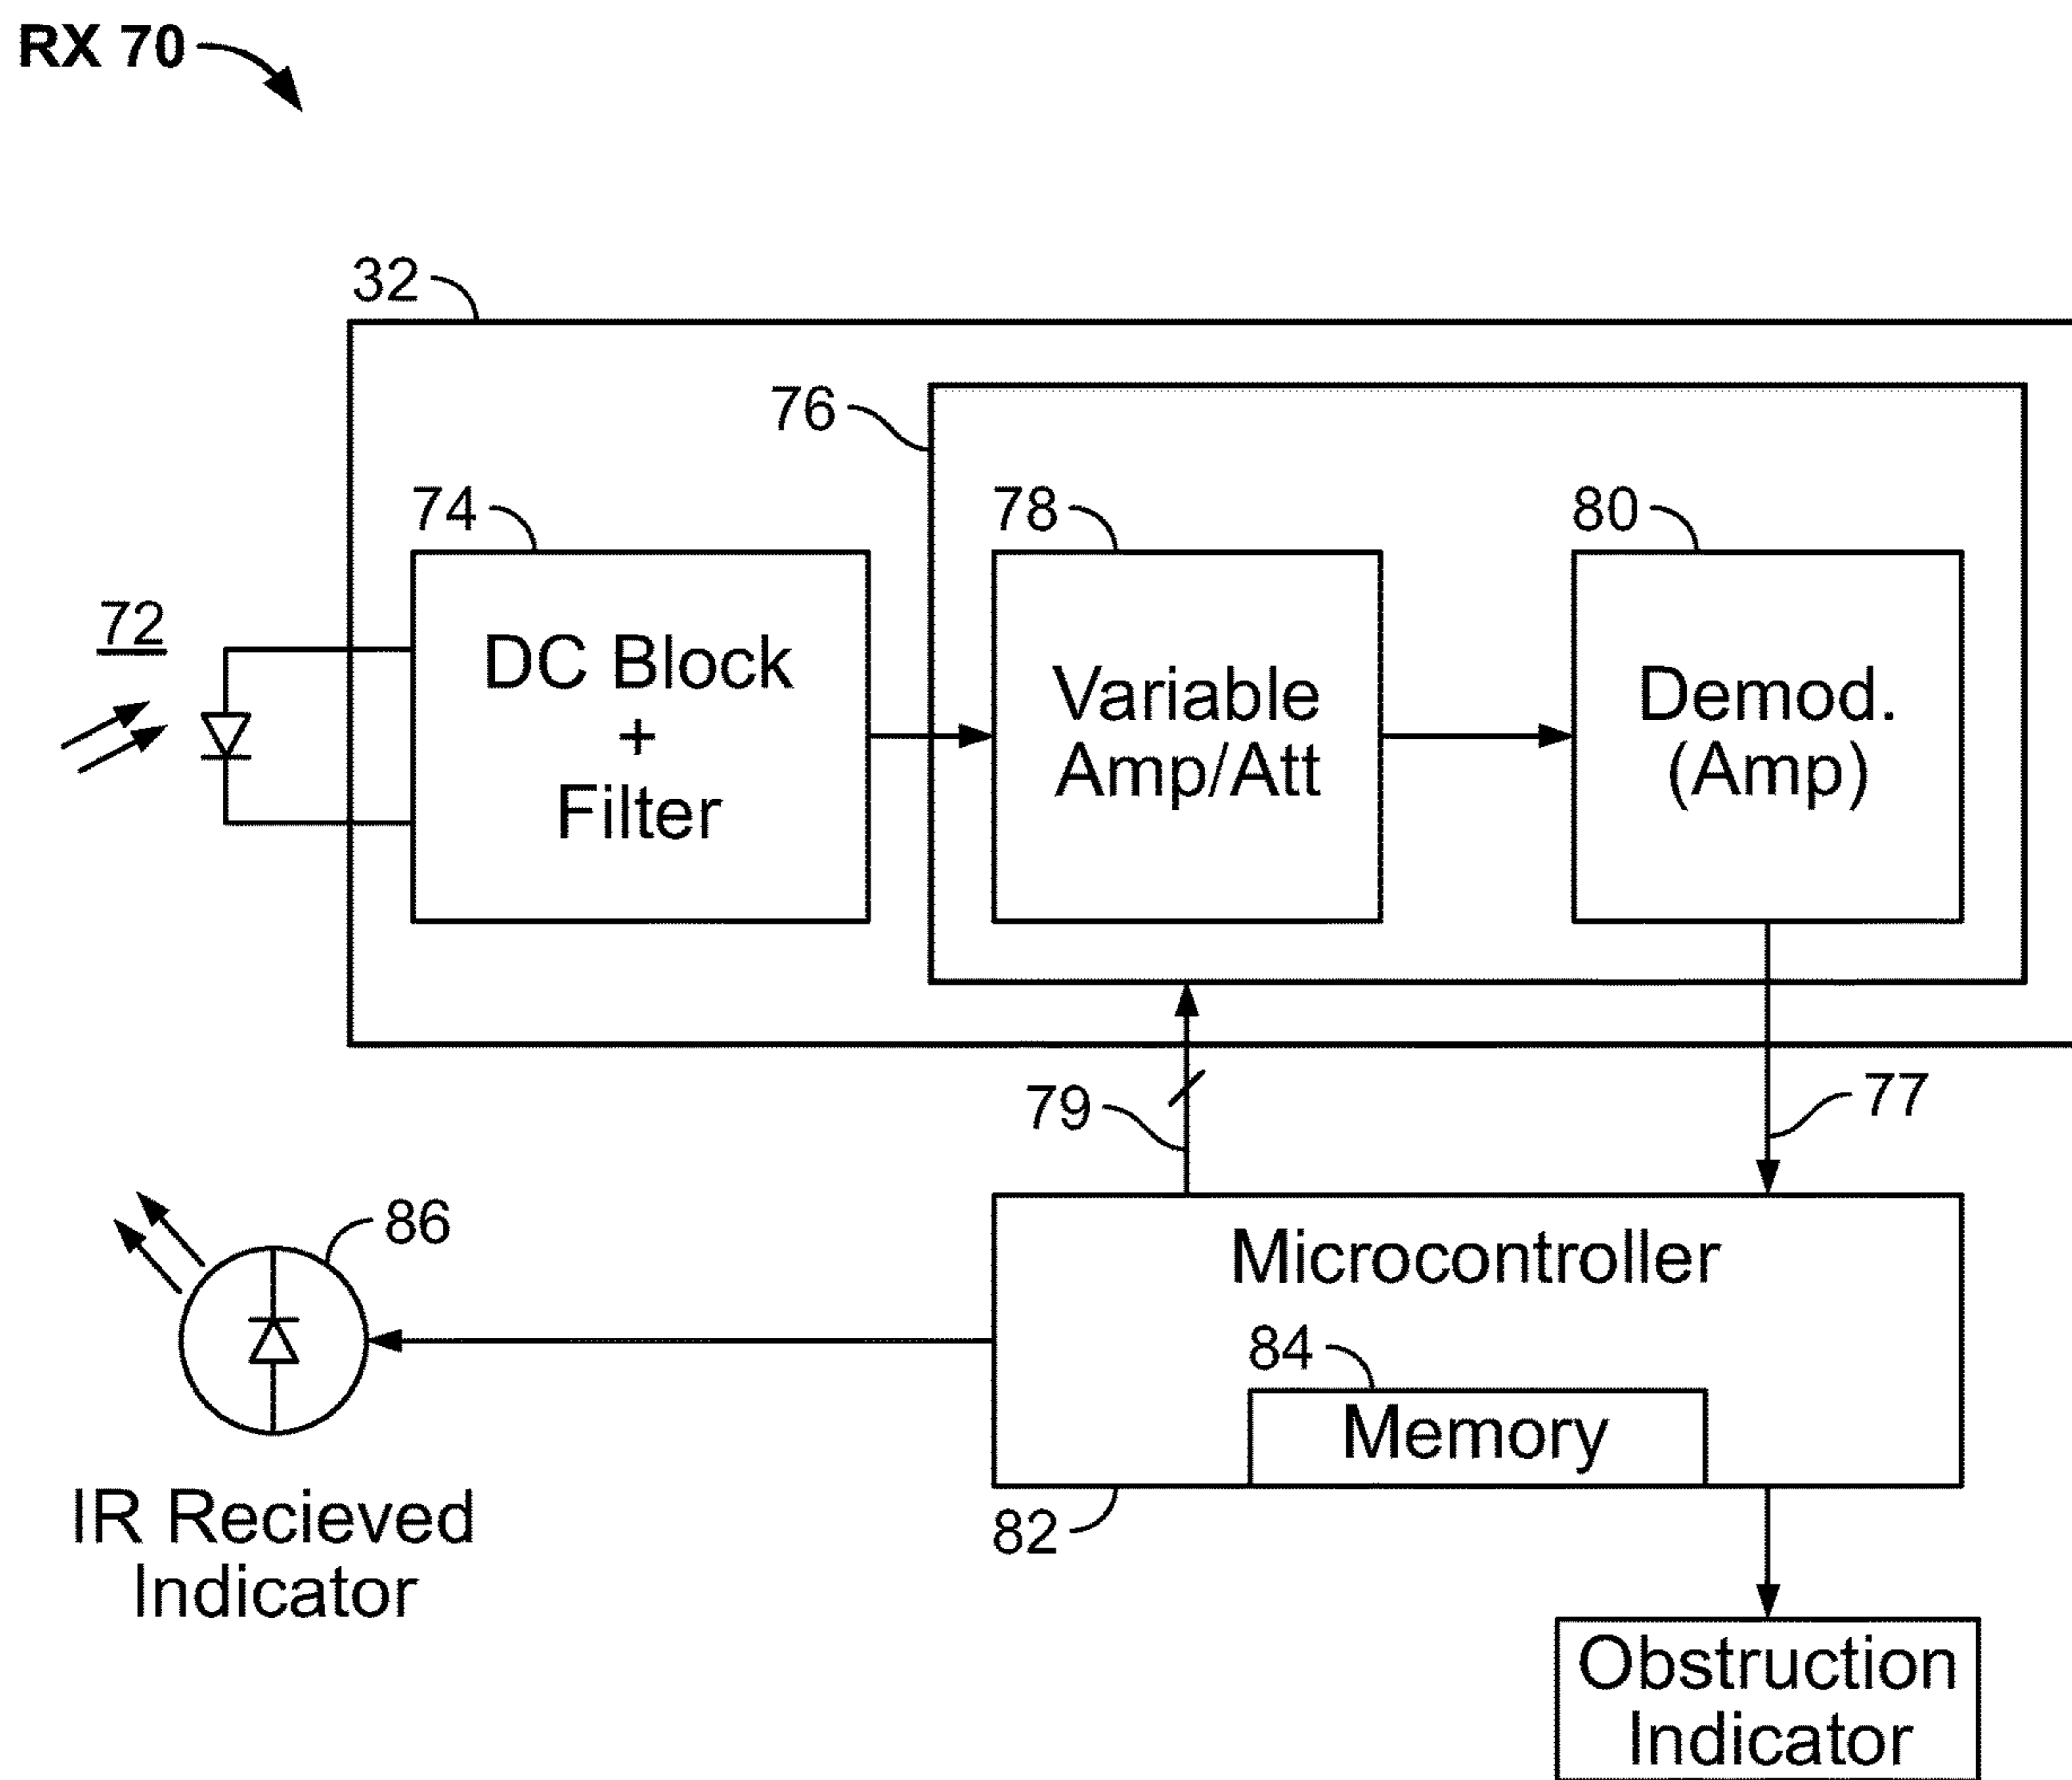 RX 70
32
76
74
78
80
72
DC Block
+
Filter
Variable
Amp/Att
Demod.
(Amp)
79
77
86
Microcontroller
84
Memory
82
IR Recieved
Indicator
Obstruction
Indicator